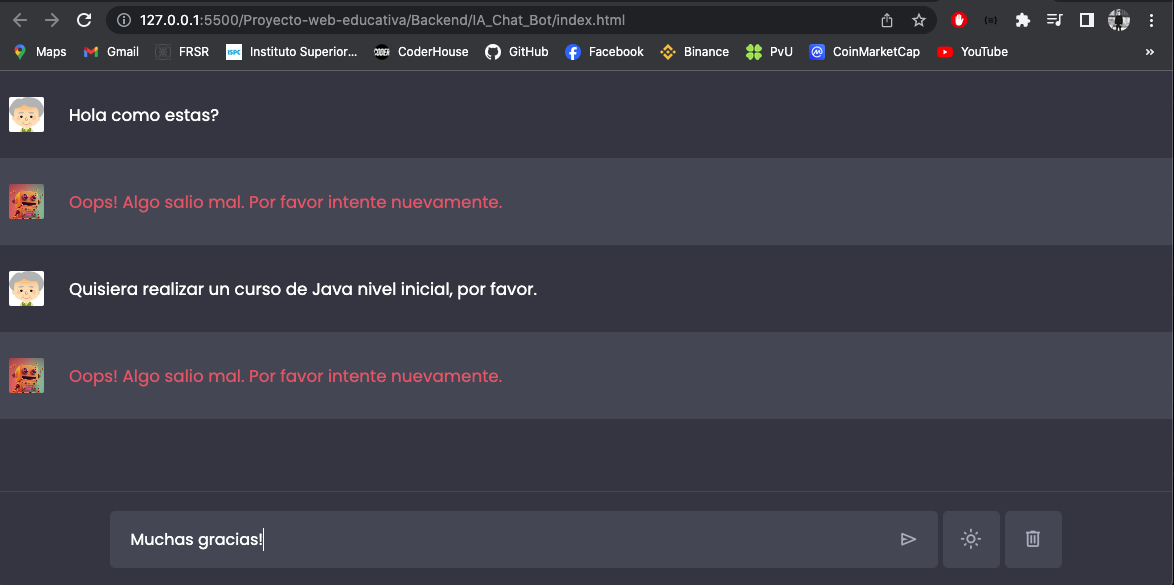 127.0.0.1:5500/Proyecto-web-educativa/Backend/IA_Chat_Bot/index.html
Maps Gmail FRSR ISPC Instituto Superior... CODER CoderHouse GitHub Facebook Binance PvU CoinMarketCap YouTube »
Hola como estas?
Oops! Algo salio mal. Por favor intente nuevamente.
Quisiera realizar un curso de Java nivel inicial, por favor.
Oops! Algo salio mal. Por favor intente nuevamente.
Muchas gracias!